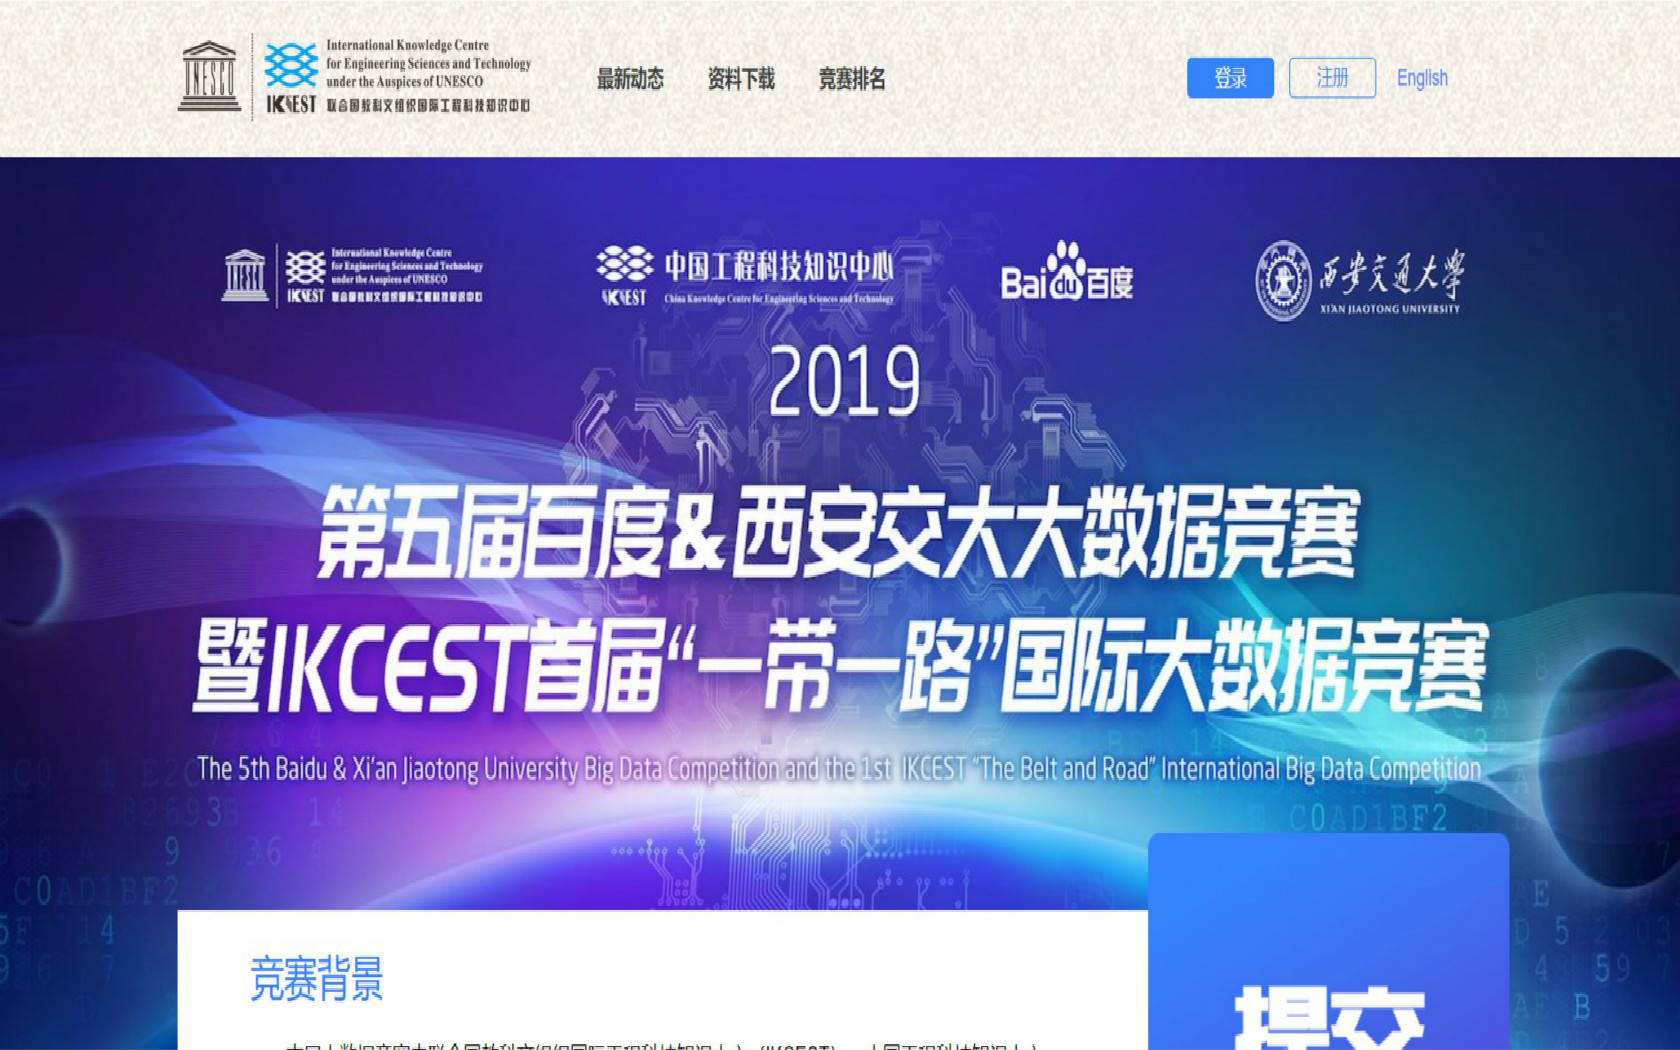 UNESCO
International Knowledge Centre
for Engineering Sciences and Technology
under the Auspices of UNESCO
IKCEST 联合国教科文组织国际工程科技知识中心
最新动态 资料下载 竞赛排名
登录 注册 English
UNESCO
International Knowledge Centre
for Engineering Sciences and Technology
under the Auspices of UNESCO
IKCEST 联合国教科文组织国际工程科技知识中心
中国工程科技知识中心
IKCEST China Knowledge Centre for Engineering Sciences and Technology
Bai du 百度
西安交通大学
XI'AN JIAOTONG UNIVERSITY
2019
第五届百度&西安交大大数据竞赛
暨IKCEST首届“一带一路”国际大数据竞赛
The 5th Baidu & Xi'an Jiaotong University Big Data Competition and the 1st IKCEST "The Belt and Road" International Big Data Competition
C0AD1BF2
C0AD1BF2
竞赛背景
提交